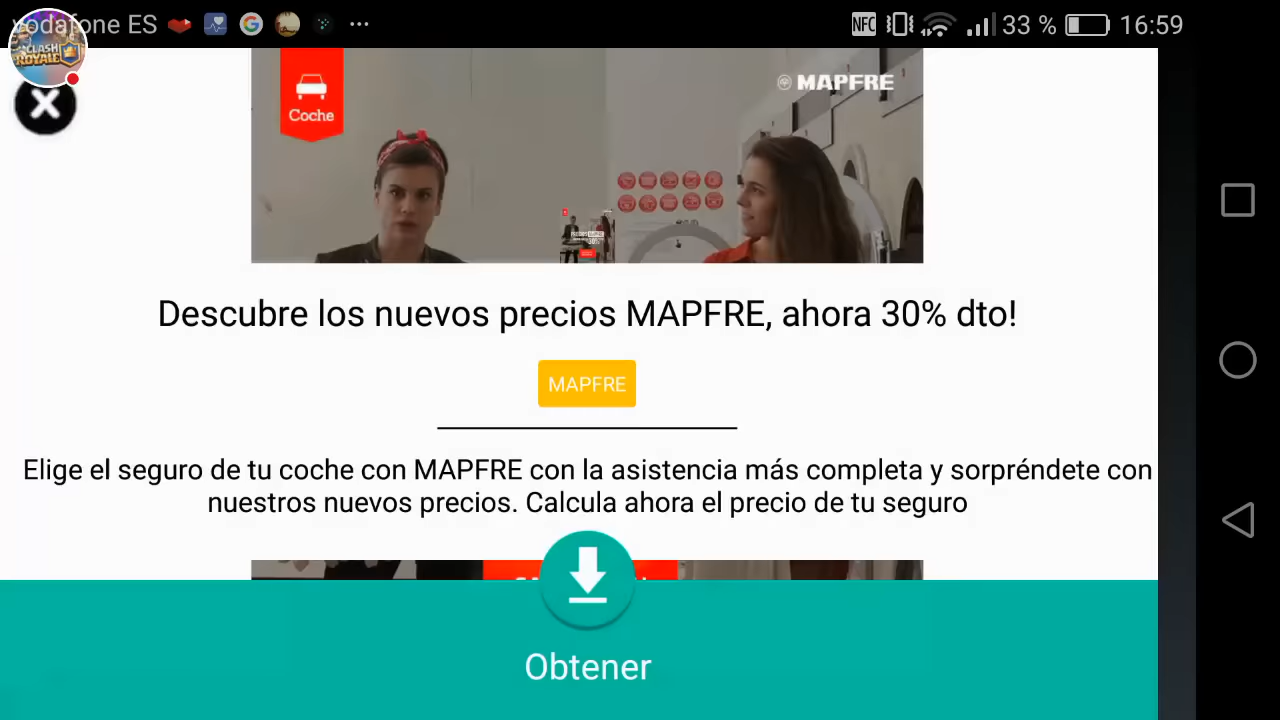 vodafone ES
NFC
33 %
16:59
CLASH
ROYALE
Coche
MAPFRE
Descubre los nuevos precios MAPFRE, ahora 30% dto!
MAPFRE
Elige el seguro de tu coche con MAPFRE con la asistencia más completa y sorpréndete con
nuestros nuevos precios. Calcula ahora el precio de tu seguro
Obtener